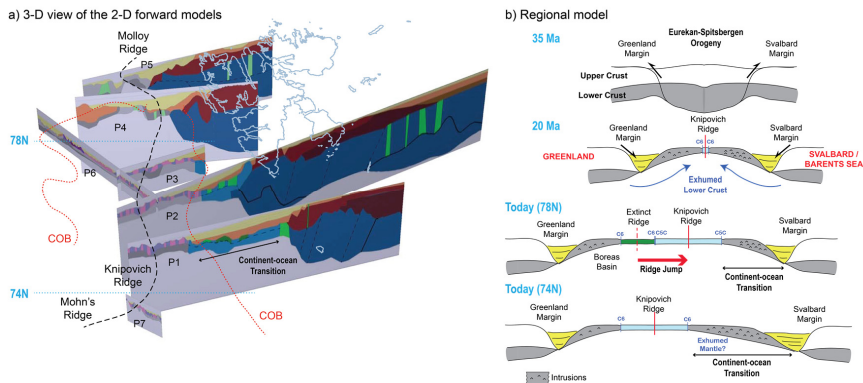 a) 3-D view of the 2-D forward models
Molloy
Ridge
P5
P4
78N
P3
P6
P2
COB
P1
Continent-ocean
Transition
Knipovich
Ridge
74N
Mohn's
Ridge
COB
P7
b) Regional model
35 Ma
Eurekan-Spitsbergen
Orogeny
Greenland
Margin
Svalbard
Margin
Upper Crust
Lower Crust
20 Ma
Knipovich
Ridge
Greenland
Margin
Svalbard
Margin
C6 C6
GREENLAND
SVALBARD /
BARENTS SEA
Exhumed
Lower Crust
Today (78N)
Greenland
Margin
Extinct
Ridge
Knipovich
Ridge
Svalbard
Margin
C6 C6 C5C C5C
Boreas
Basin
Ridge Jump
Continent-ocean
Transition
Today (74N)
Greenland
Margin
Knipovich
Ridge
Svalbard
Margin
C6 C6
Exhumed
Mantle?
Continent-ocean
Transition
Intrusions